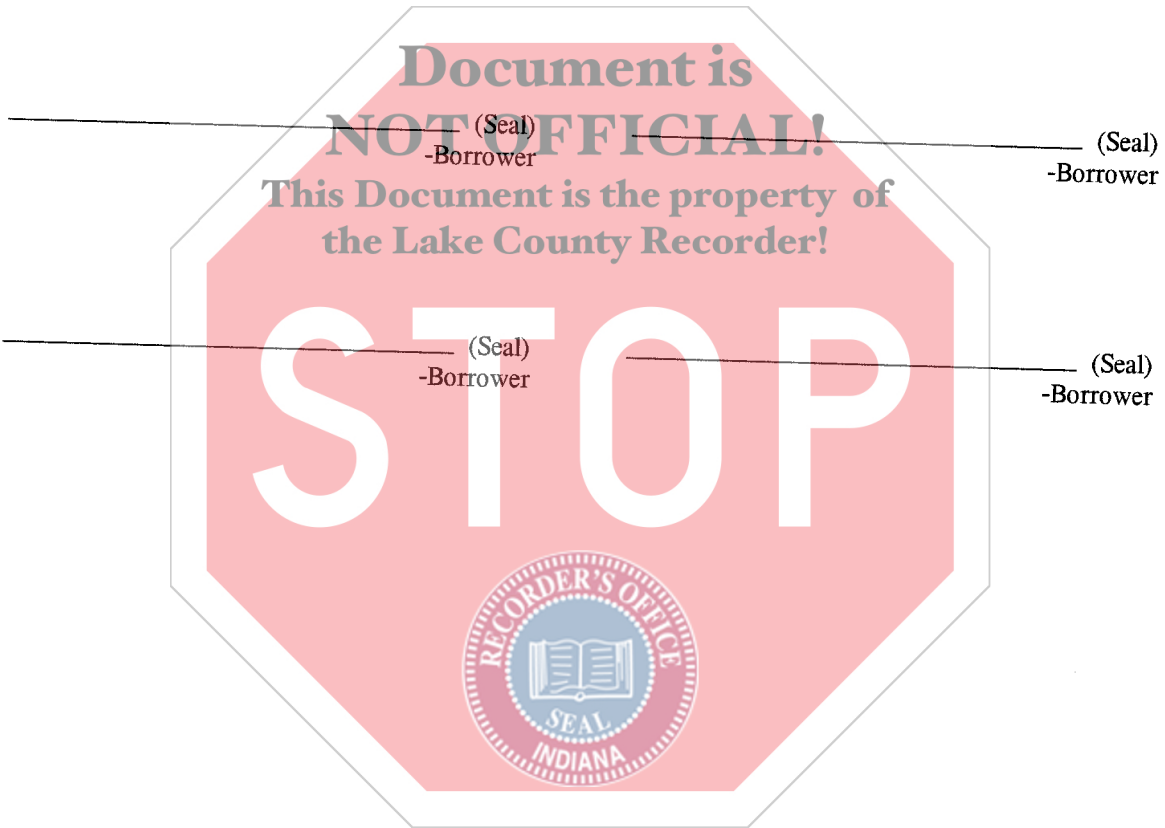 Document is
NOT OFFICIAL!
This Document is the property of
the Lake County Recorder!
(Seal)
-Borrower
(Seal)
-Borrower
(Seal)
-Borrower
(Seal)
-Borrower
STOP
RECORDER'S OFFICE
SEAL
INDIANA